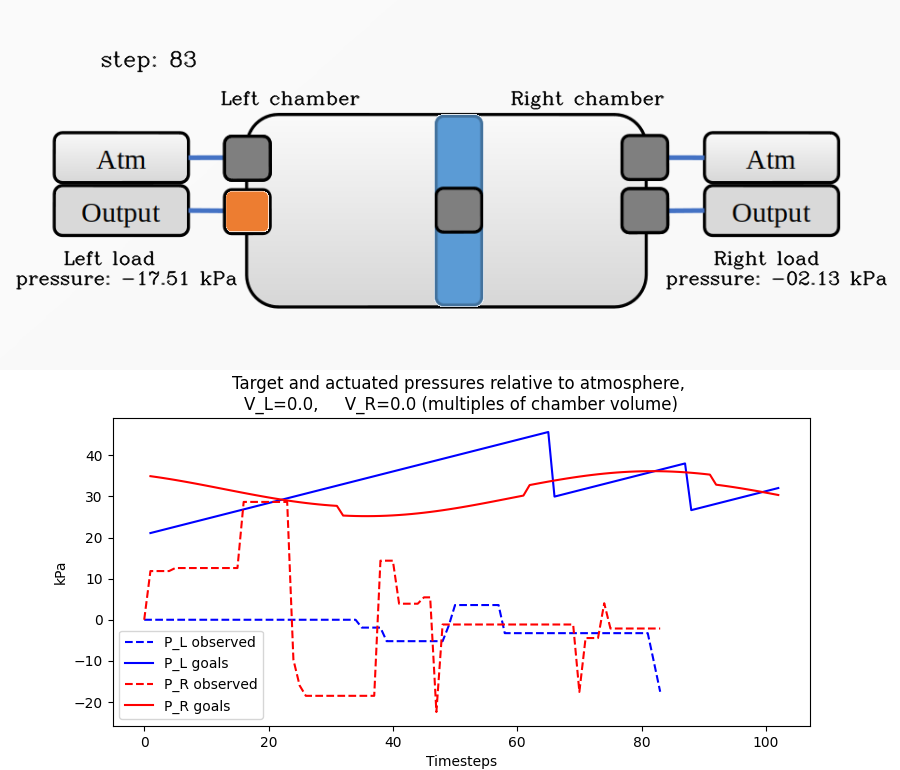 step: 83
Left chamber
Right chamber
Atm
Atm
Output
Output
Left load
pressure: −17.51 kPa
Right load
pressure: −02.13 kPa
Target and actuated pressures relative to atmosphere,
V_L=0.0, V_R=0.0 (multiples of chamber volume)
kPa
40
30
20
10
0
−10
−20
P_L observed
P_L goals
P_R observed
P_R goals
0 20 40 60 80 100
Timesteps